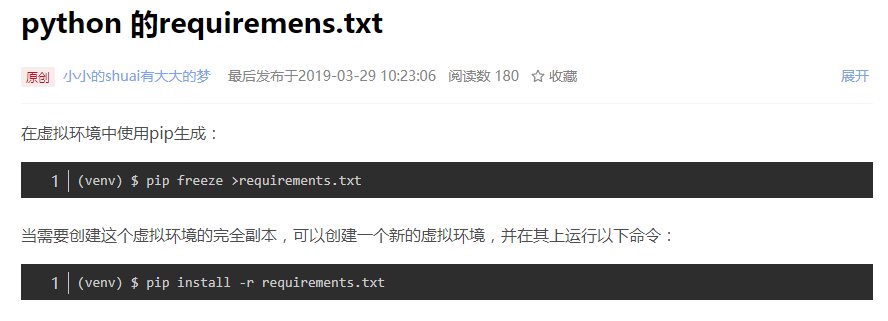 python 的requiremens.txt
原创 小小的shuai有大大的梦 最后发布于2019-03-29 10:23:06 阅读数 180 ☆ 收藏 展开
在虚拟环境中使用pip生成：
1 (venv) $ pip freeze >requirements.txt
当需要创建这个虚拟环境的完全副本，可以创建一个新的虚拟环境，并在其上运行以下命令：
1 (venv) $ pip install -r requirements.txt